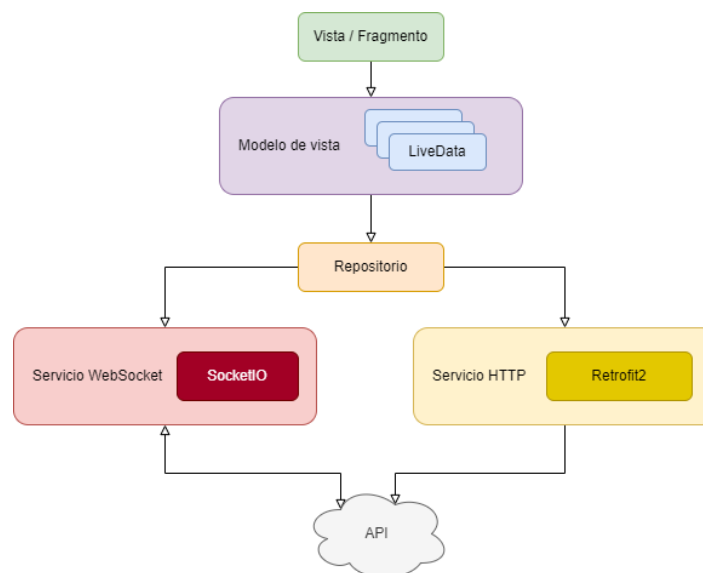 Vista / Fragmento
Modelo de vista
LiveData
Repositorio
Servicio WebSocket
SocketIO
Servicio HTTP
Retrofit2
API